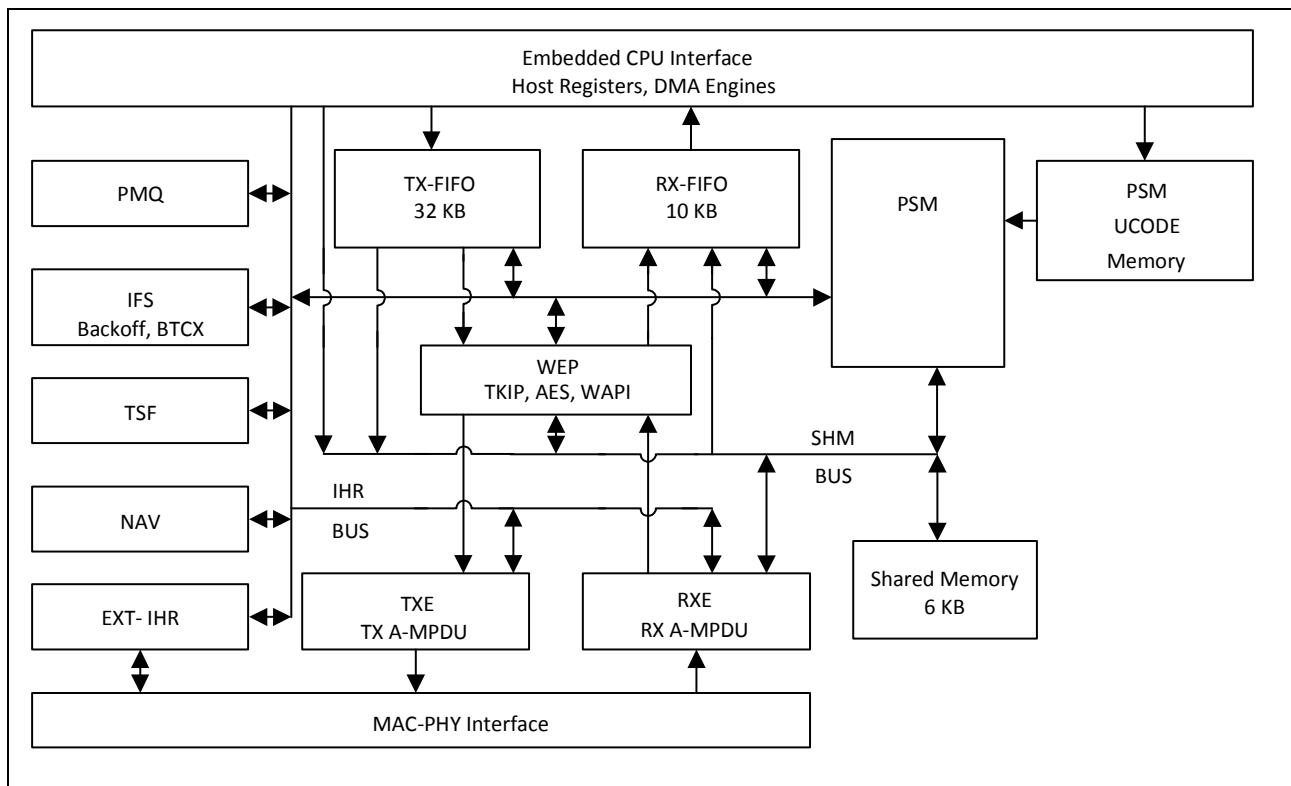 Embedded CPU Interface
Host Registers, DMA Engines
PMQ
TX-FIFO
32 KB
RX-FIFO
10 KB
PSM
PSM
UCODE
Memory
IFS
Backoff, BTCX
WEP
TKIP, AES, WAPI
TSF
SHM
BUS
IHR
BUS
NAV
Shared Memory
6 KB
EXT- IHR
TXE
TX A-MPDU
RXE
RX A-MPDU
MAC-PHY Interface